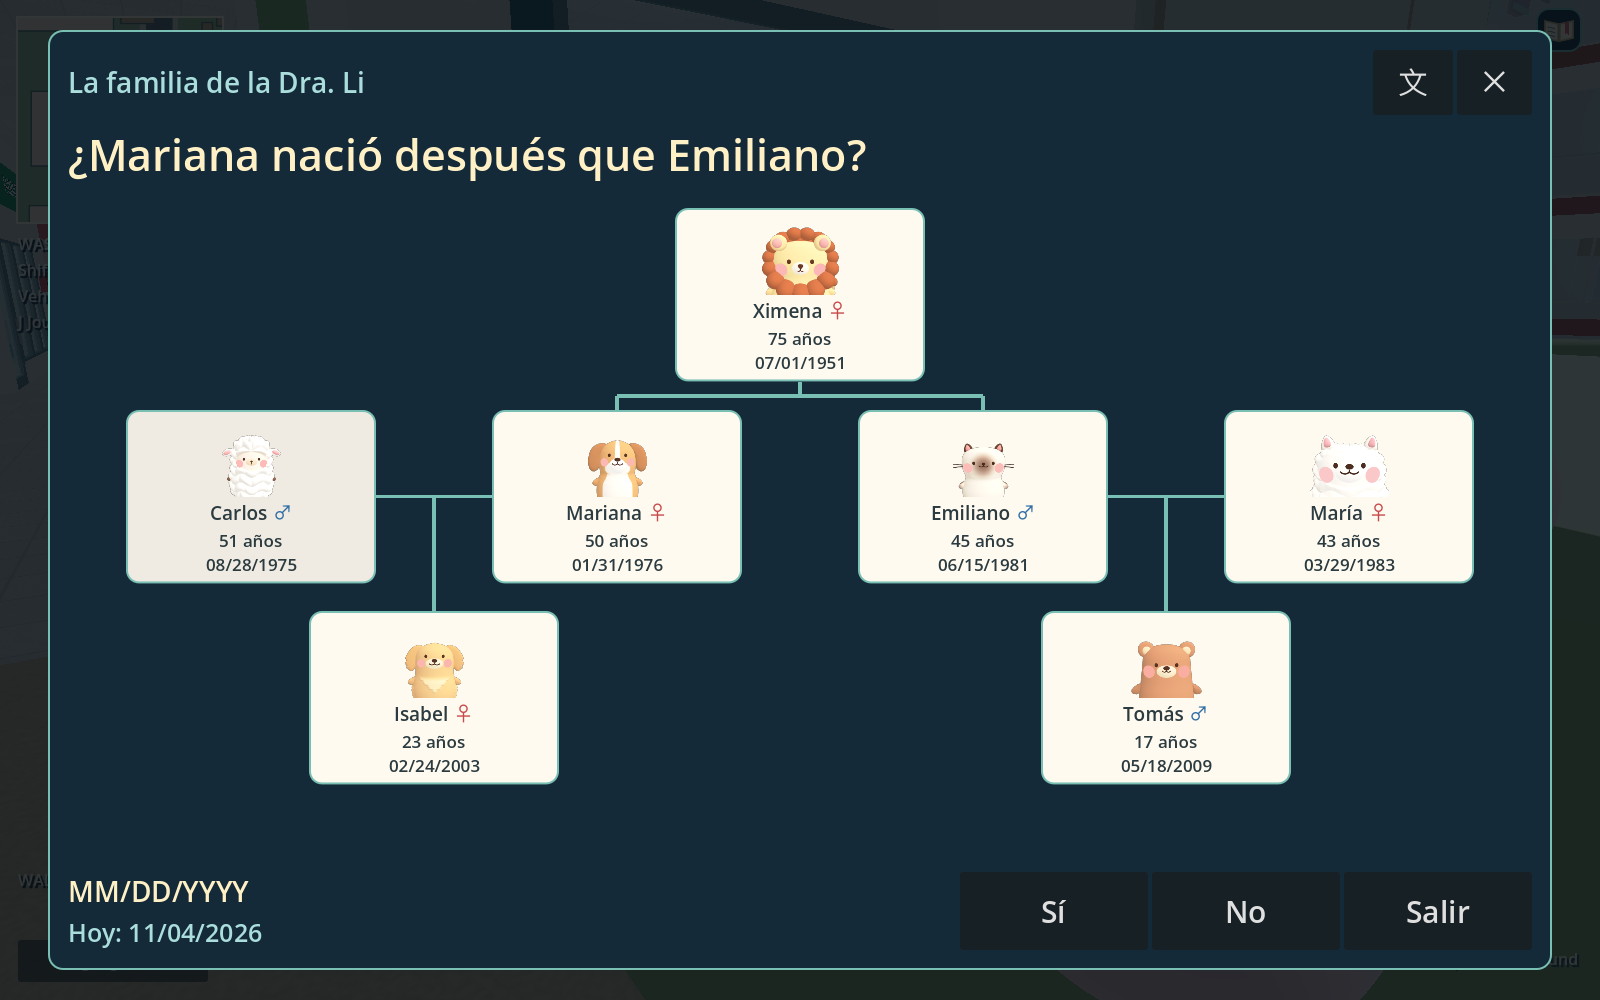 La familia de la Dra. Li
文
¿Mariana nació después que Emiliano?
Ximena ♀
75 años
07/01/1951
Carlos ♂
51 años
08/28/1975
Mariana ♀
50 años
01/31/1976
Emiliano ♂
45 años
06/15/1981
María ♀
43 años
03/29/1983
Isabel ♀
23 años
02/24/2003
Tomás ♂
17 años
05/18/2009
MM/DD/YYYY
Hoy: 11/04/2026
Sí
No
Salir